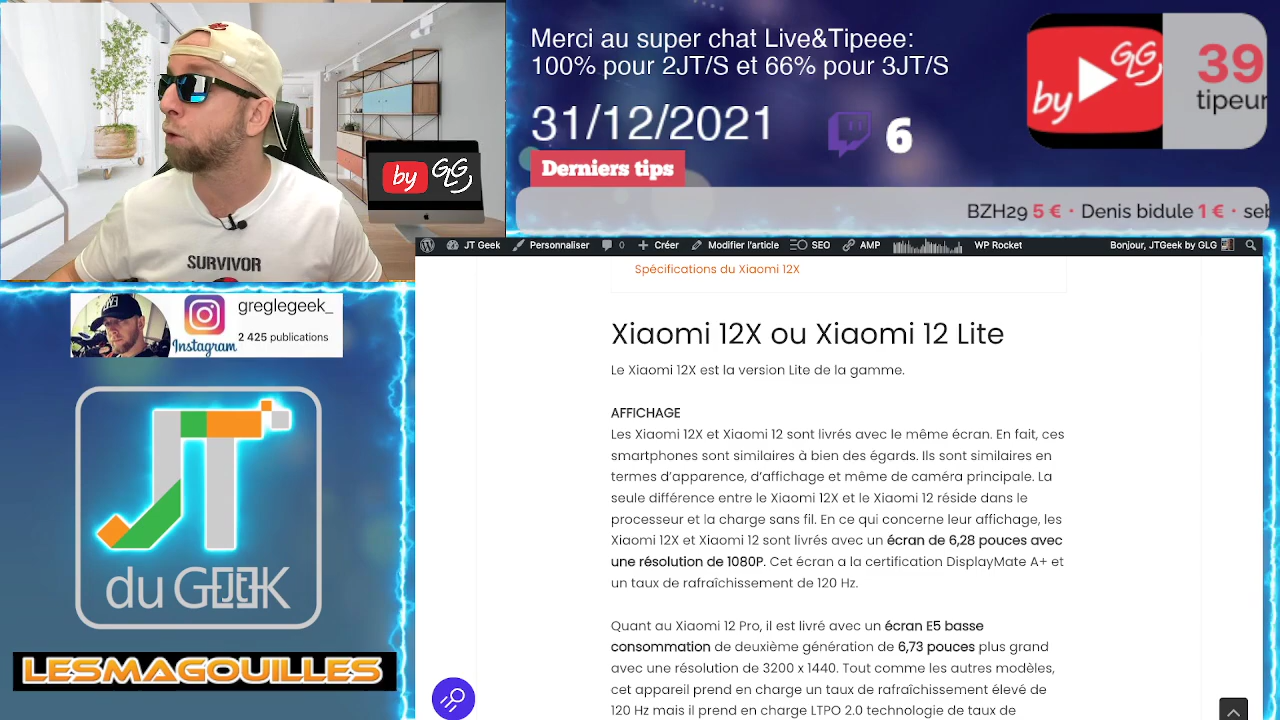 Merci au super chat Live&Tipeee:
100% pour 2JT/S et 66% pour 3JT/S
31/12/2021
6
by GLG
39
tipeur
Derniers tips
BZH29 5 € · Denis bidule 1 € · seb
by GLG
SURVIVOR
JT Geek Personnaliser 0 + Créer Modifier l'article SEO AMP WP Rocket Bonjour, JTGeek by GLG
Spécifications du Xiaomi 12X
Xiaomi 12X ou Xiaomi 12 Lite
Le Xiaomi 12X est la version Lite de la gamme.
AFFICHAGE
Les Xiaomi 12X et Xiaomi 12 sont livrés avec le même écran. En fait, ces
smartphones sont similaires à bien des égards. Ils sont similaires en
termes d'apparence, d'affichage et même de caméra principale. La
seule différence entre le Xiaomi 12X et le Xiaomi 12 réside dans le
processeur et la charge sans fil. En ce qui concerne leur affichage, les
Xiaomi 12X et Xiaomi 12 sont livrés avec un écran de 6,28 pouces avec
une résolution de 1080P. Cet écran a la certification DisplayMate A+ et
un taux de rafraîchissement de 120 Hz.
Quant au Xiaomi 12 Pro, il est livré avec un écran E5 basse
consommation de deuxième génération de 6,73 pouces plus grand
avec une résolution de 3200 x 1440. Tout comme les autres modèles,
cet appareil prend en charge un taux de rafraîchissement élevé de
120 Hz mais il prend en charge LTPO 2.0 technologie de taux de
greglegeek_
2 425 publications
Instagram
JT
du GEEK
LESMAGOUILLES